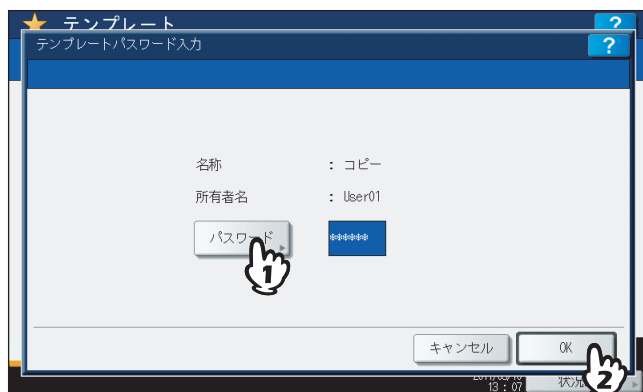 テンプレート ?
テンプレートパスワード入力 ?
名称 : コピー
所有者名 : User01
パスワード ******
1
キャンセル OK
2
13 : 07 状況